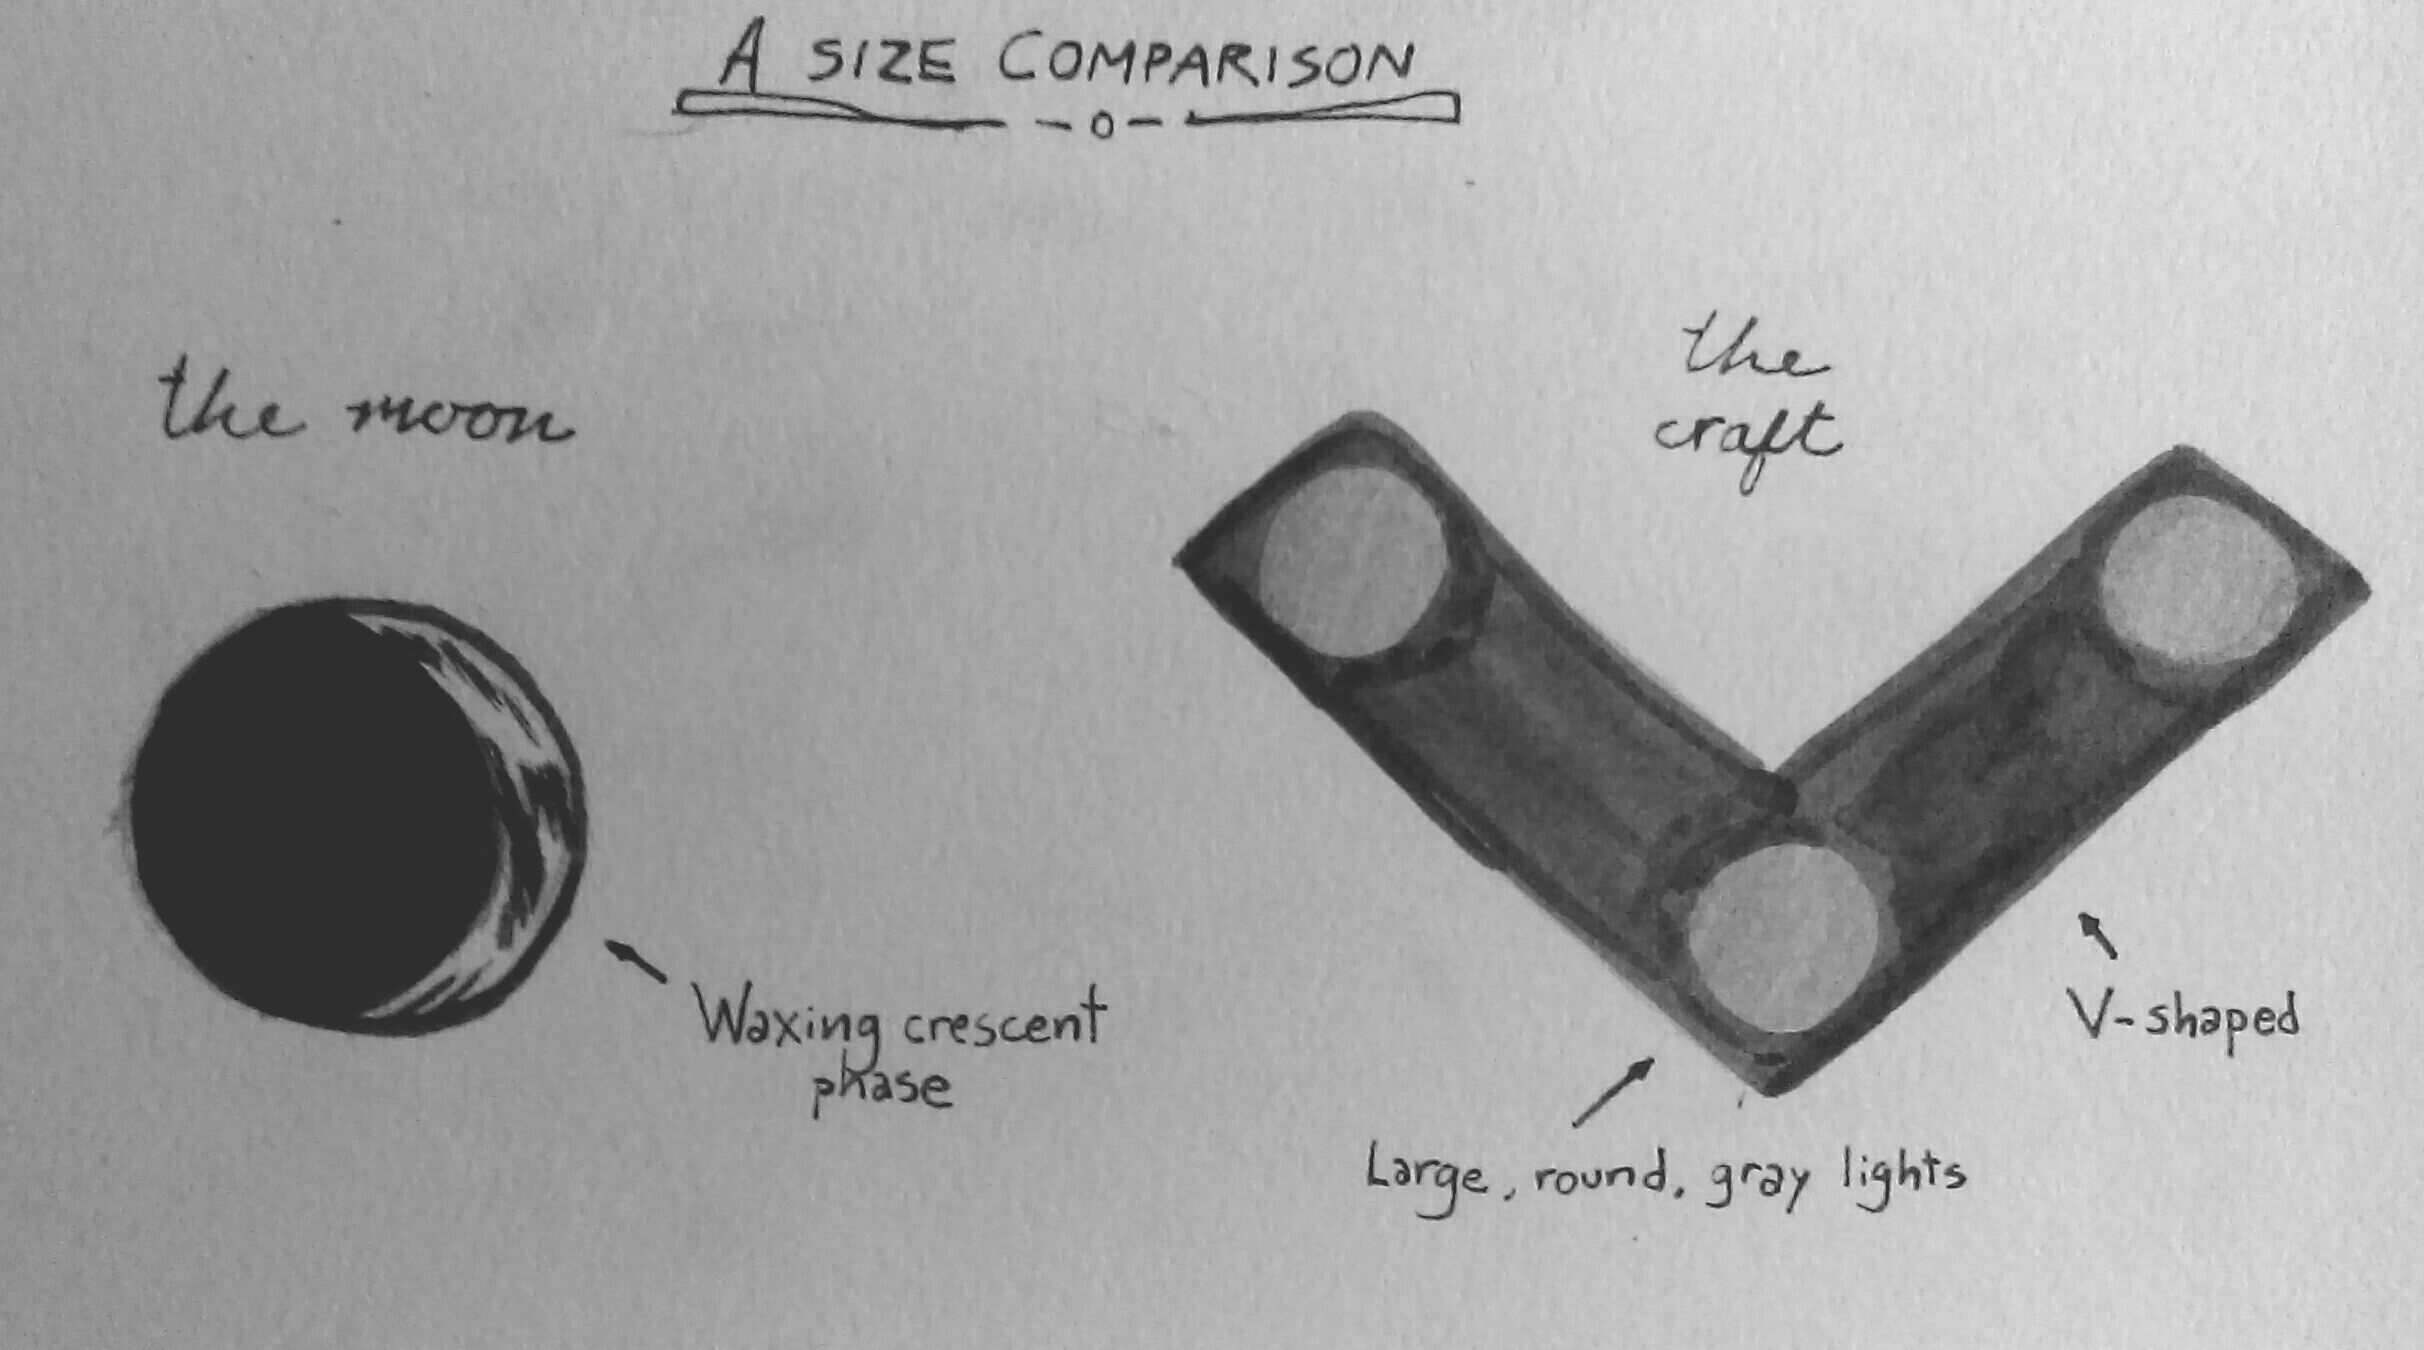 A SIZE COMPARISON
the moon
the
craft
Waxing crescent
phase
V-shaped
Large, round, gray lights